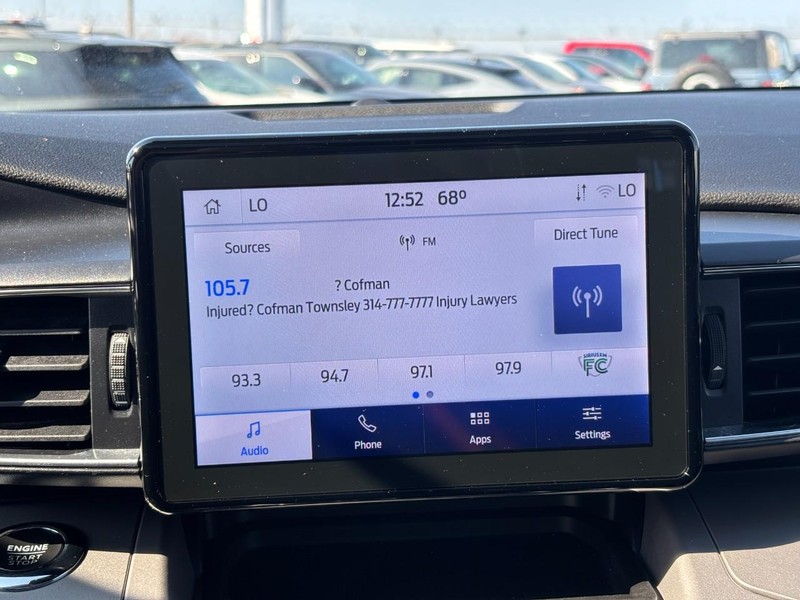 LO 12:52 68° LO
Sources FM Direct Tune
105.7 ? Cofman
Injured? Cofman Townsley 314-777-7777 Injury Lawyers
93.3 94.7 97.1 97.9 SIRIUSXM FC
Audio Phone Apps Settings
ENGINE
START
STOP